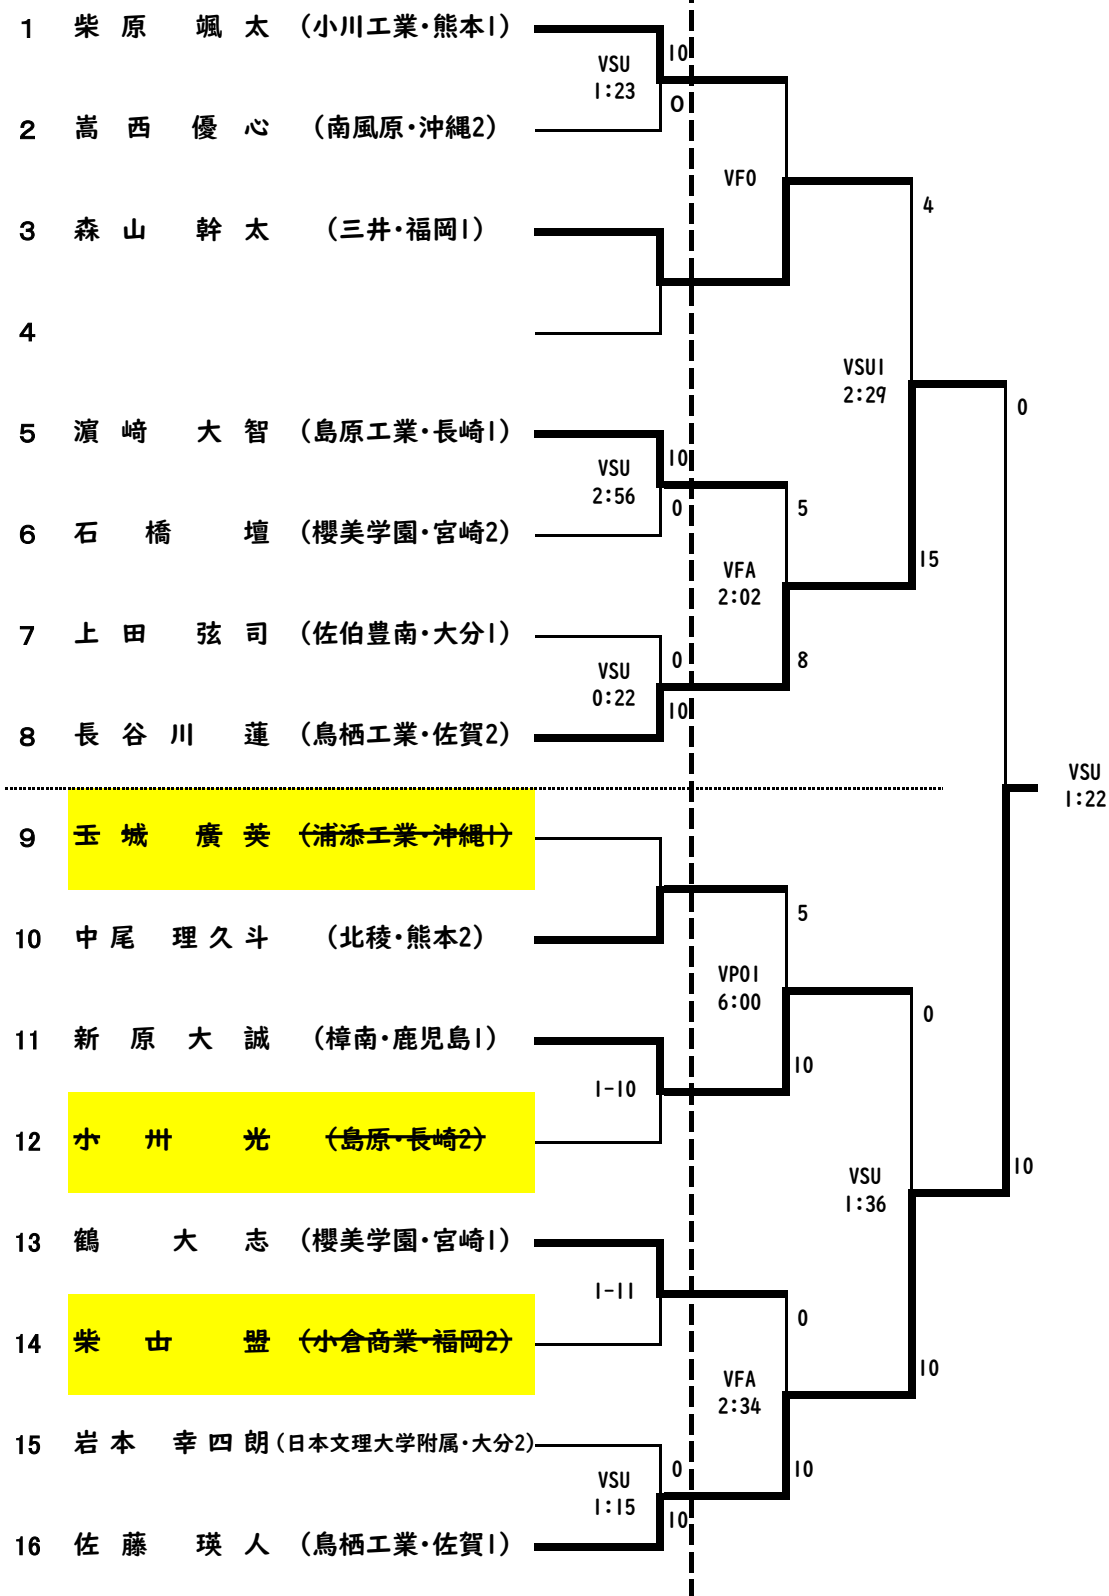 1 柴原 颯太 (小川工業・熊本1)
10
VSU
1:23
0
2 嵩西 優心 (南風原・沖縄2)
VF0
4
3 森山 幹太 (三井・福岡1)
4
VSU1
2:29
0
5 濵﨑 大智 (島原工業・長崎1)
10
VSU
2:56
0
5
6 石橋 壇 (櫻美学園・宮崎2)
15
VFA
2:02
7 上田 弦司 (佐伯豊南・大分1)
0
8
VSU
0:22
10
8 長谷川 蓮 (鳥栖工業・佐賀2)
VSU
1:22
9 玉城 廣英 (浦添工業・沖縄1)
5
10 中尾 理久斗 (北稜・熊本2)
VPO1
6:00
0
11 新原 大誠 (樟南・鹿児島1)
10
1-10
12 小川 光 (島原・長崎2)
10
VSU
1:36
13 鶴 大志 (櫻美学園・宮崎1)
1-11
0
14 柴山 盟 (小倉商業・福岡2)
10
VFA
2:34
15 岩本 幸四朗 (日本文理大学附属・大分2)
0
10
VSU
1:15
10
16 佐藤 瑛人 (鳥栖工業・佐賀1)